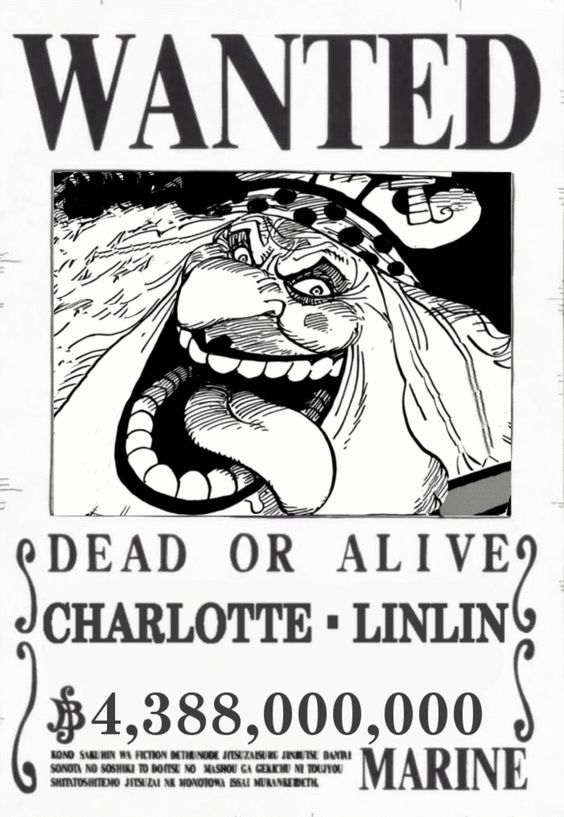 WANTED
DEAD OR ALIVE
CHARLOTTE · LINLIN
฿4,388,000,000
KONO SAKUHIN WA FICTION DETHUNODE JITSUZAISURU JINBUTSU DANTAI
SONOTA NO SOSHIKI TO DOITSU NO MASHOU GA GEKICHU NI TOUJYOU
SHITATOSHITEMO JITSUZAI NK MONOTOWA ISSAI MUKANKEIDETH.
MARINE